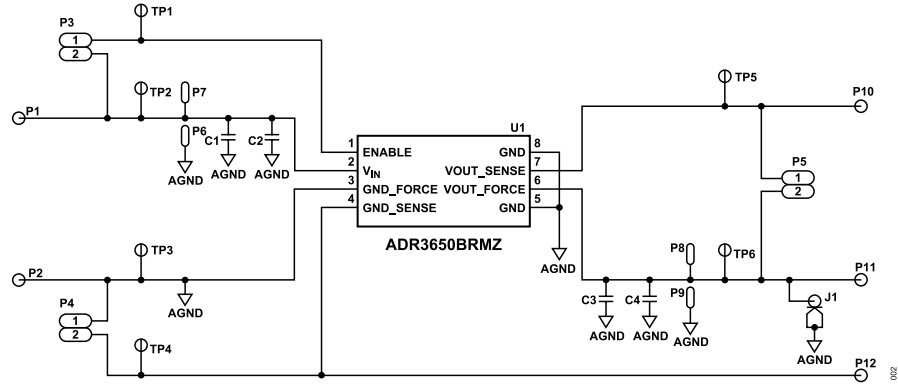 TP1
P3
1
2
TP2
P7
P1
P6
C1
C2
AGND
AGND
AGND
TP5
P10
U1
1
ENABLE
GND
8
2
VIN
VOUT_SENSE
7
3
GND_FORCE
VOUT_FORCE
6
4
GND_SENSE
GND
5
ADR3650BRMZ
P5
1
2
AGND
TP3
P2
AGND
P4
1
2
TP4
P8
TP6
P11
C3
C4
P9
J1
AGND
AGND
AGND
AGND
P12
002